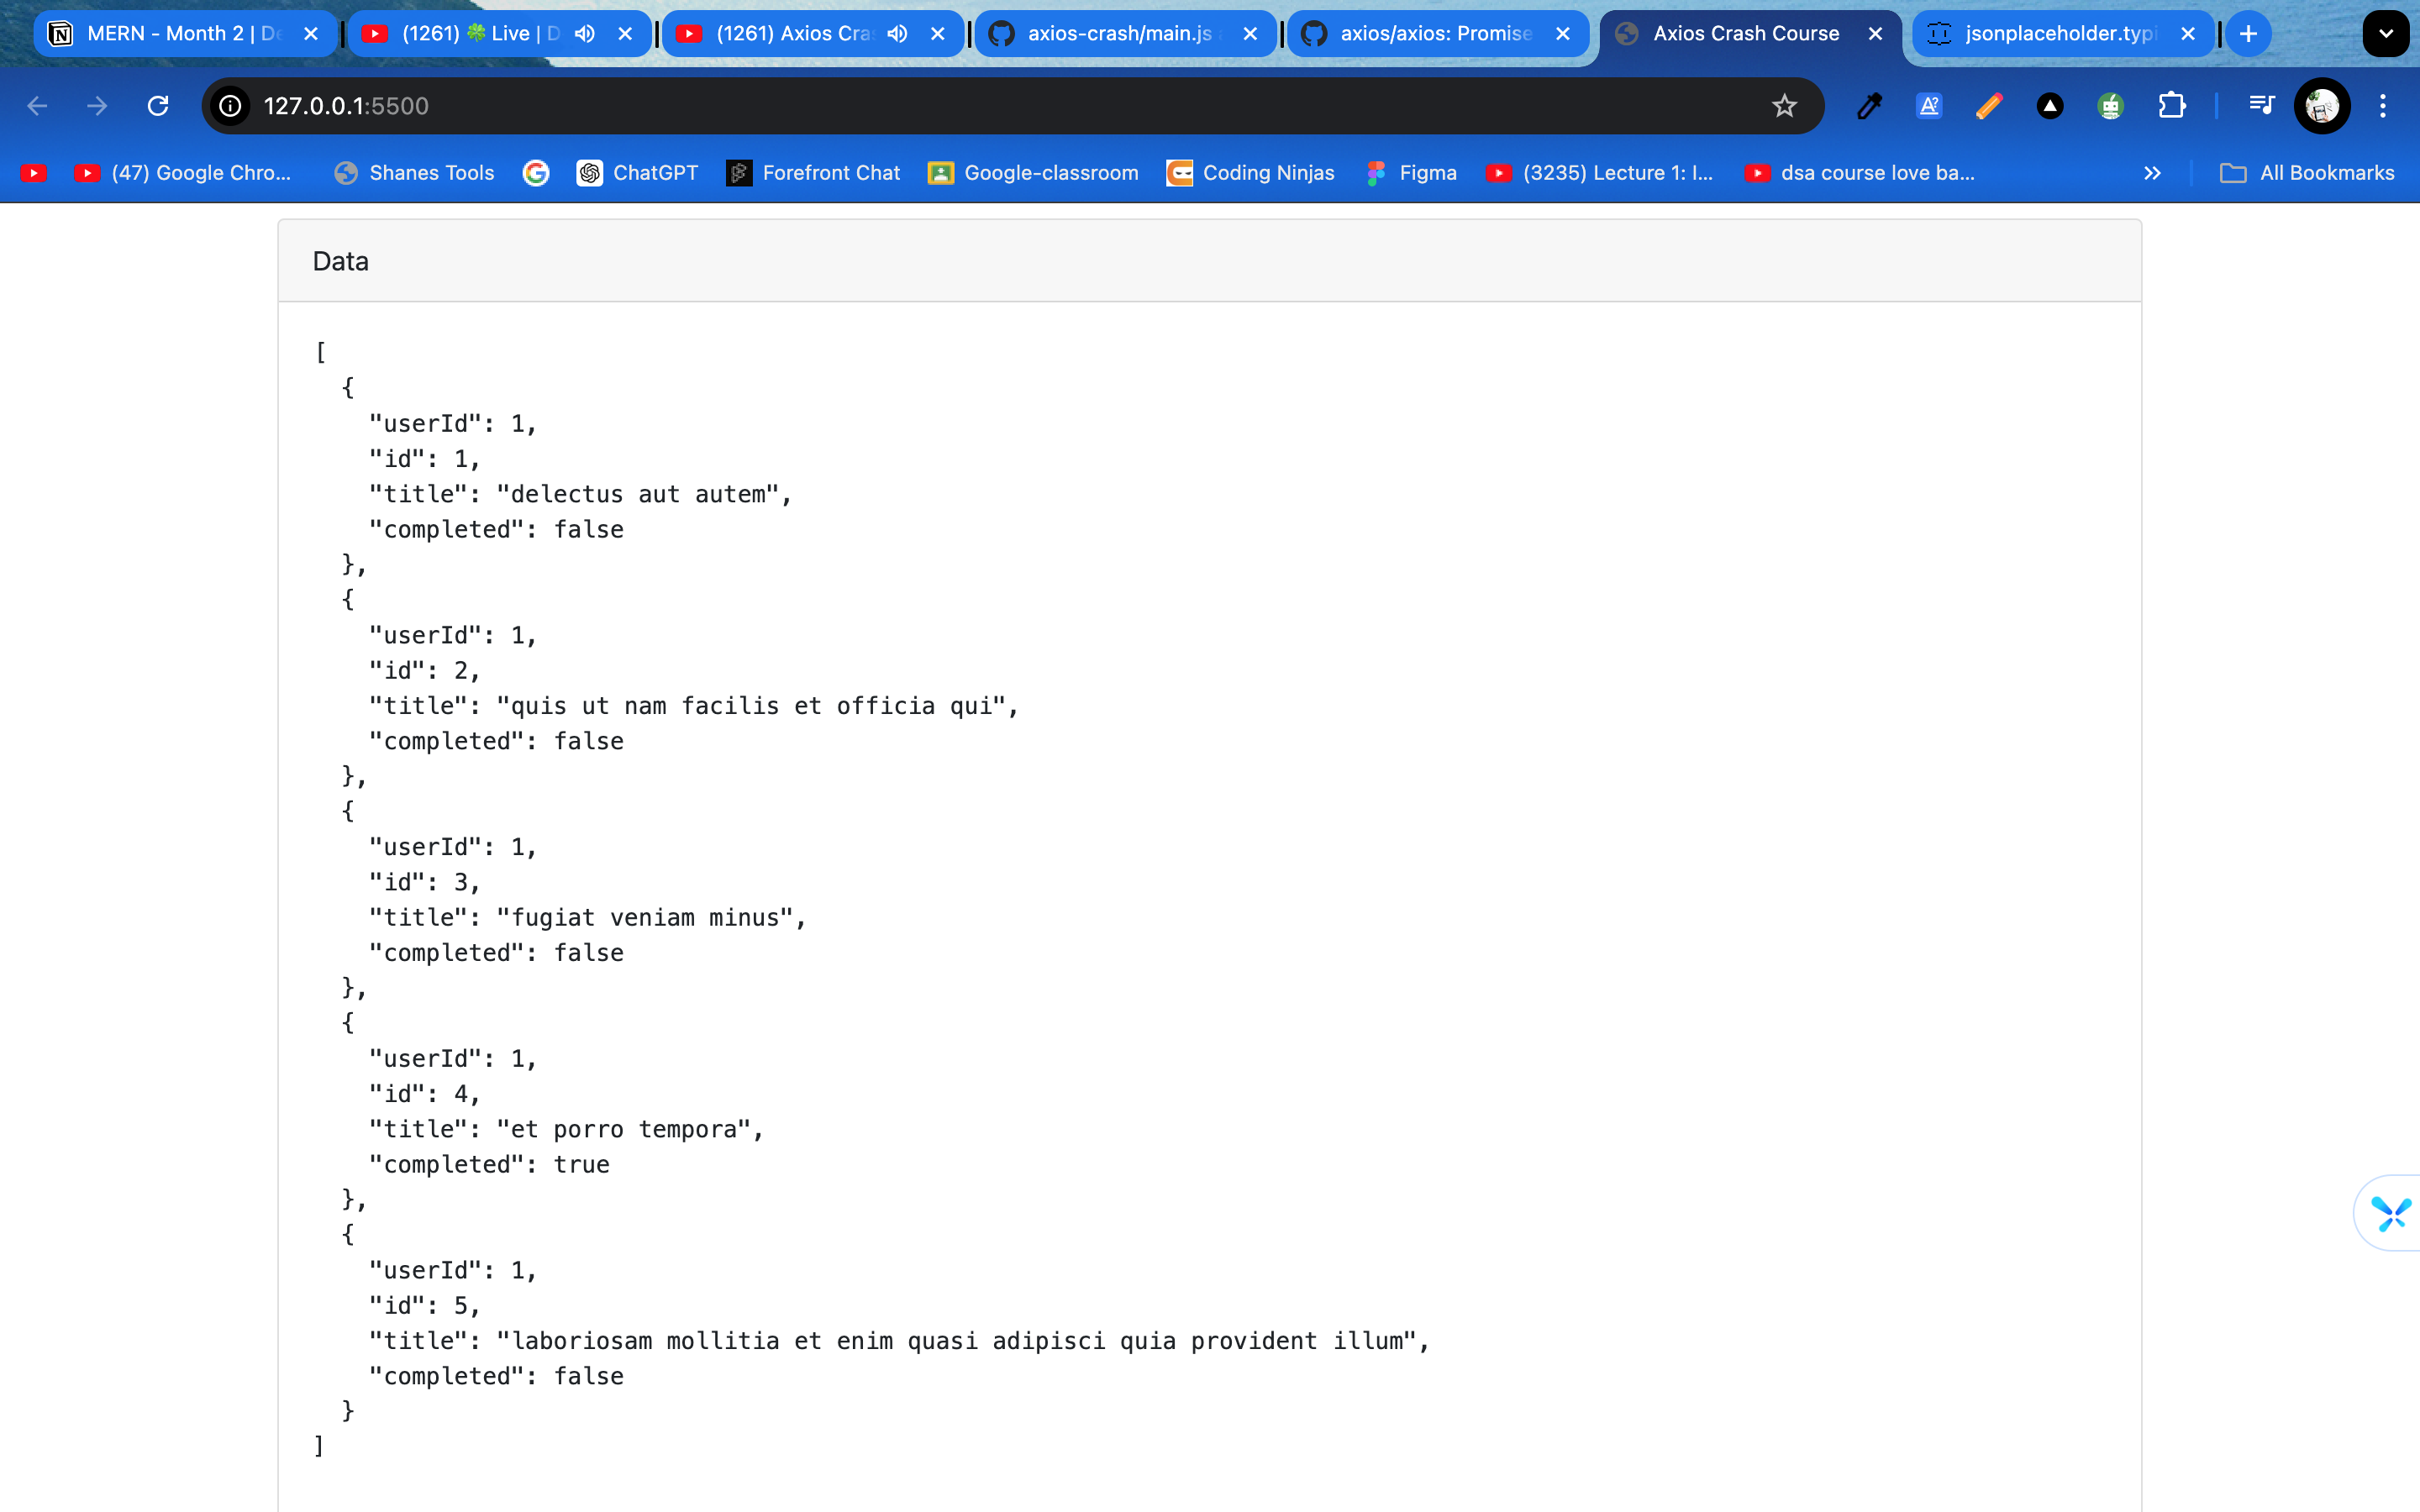 MERN - Month 2 | De
(1261) 🍀 Live | D
(1261) Axios Cra
axios-crash/main.js
axios/axios: Promise
Axios Crash Course
jsonplaceholder.typi
127.0.0.1:5500
(47) Google Chro...
Shanes Tools
ChatGPT
Forefront Chat
Google-classroom
Coding Ninjas
Figma
(3235) Lecture 1: I...
dsa course love ba...
All Bookmarks
Data
[
  {
    "userId": 1,
    "id": 1,
    "title": "delectus aut autem",
    "completed": false
  },
  {
    "userId": 1,
    "id": 2,
    "title": "quis ut nam facilis et officia qui",
    "completed": false
  },
  {
    "userId": 1,
    "id": 3,
    "title": "fugiat veniam minus",
    "completed": false
  },
  {
    "userId": 1,
    "id": 4,
    "title": "et porro tempora",
    "completed": true
  },
  {
    "userId": 1,
    "id": 5,
    "title": "laboriosam mollitia et enim quasi adipisci quia provident illum",
    "completed": false
  }
]